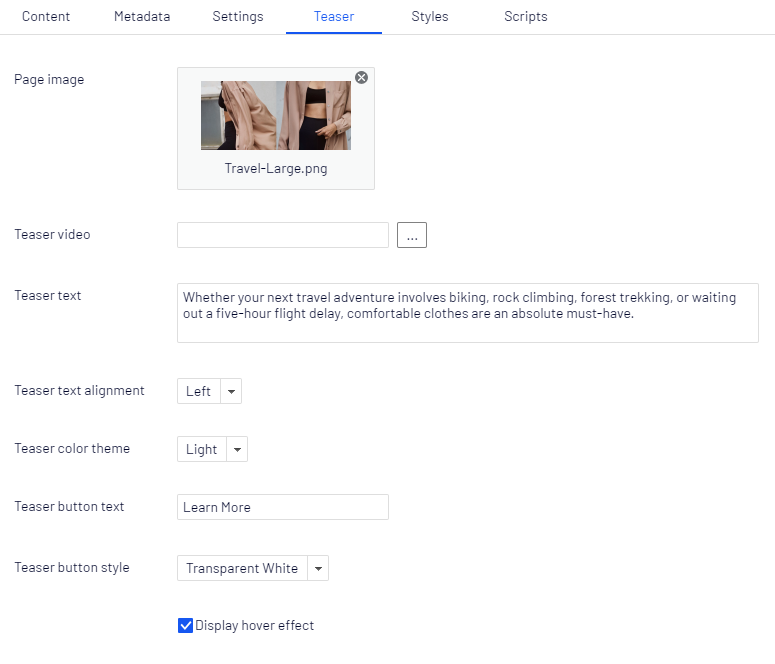 Content Metadata Settings Teaser Styles Scripts
Page image
Travel-Large.png
Teaser video
...
Teaser text
Whether your next travel adventure involves biking, rock climbing, forest trekking, or waiting
out a five-hour flight delay, comfortable clothes are an absolute must-have.
Teaser text alignment
Left
Teaser color theme
Light
Teaser button text
Learn More
Teaser button style
Transparent White
Display hover effect